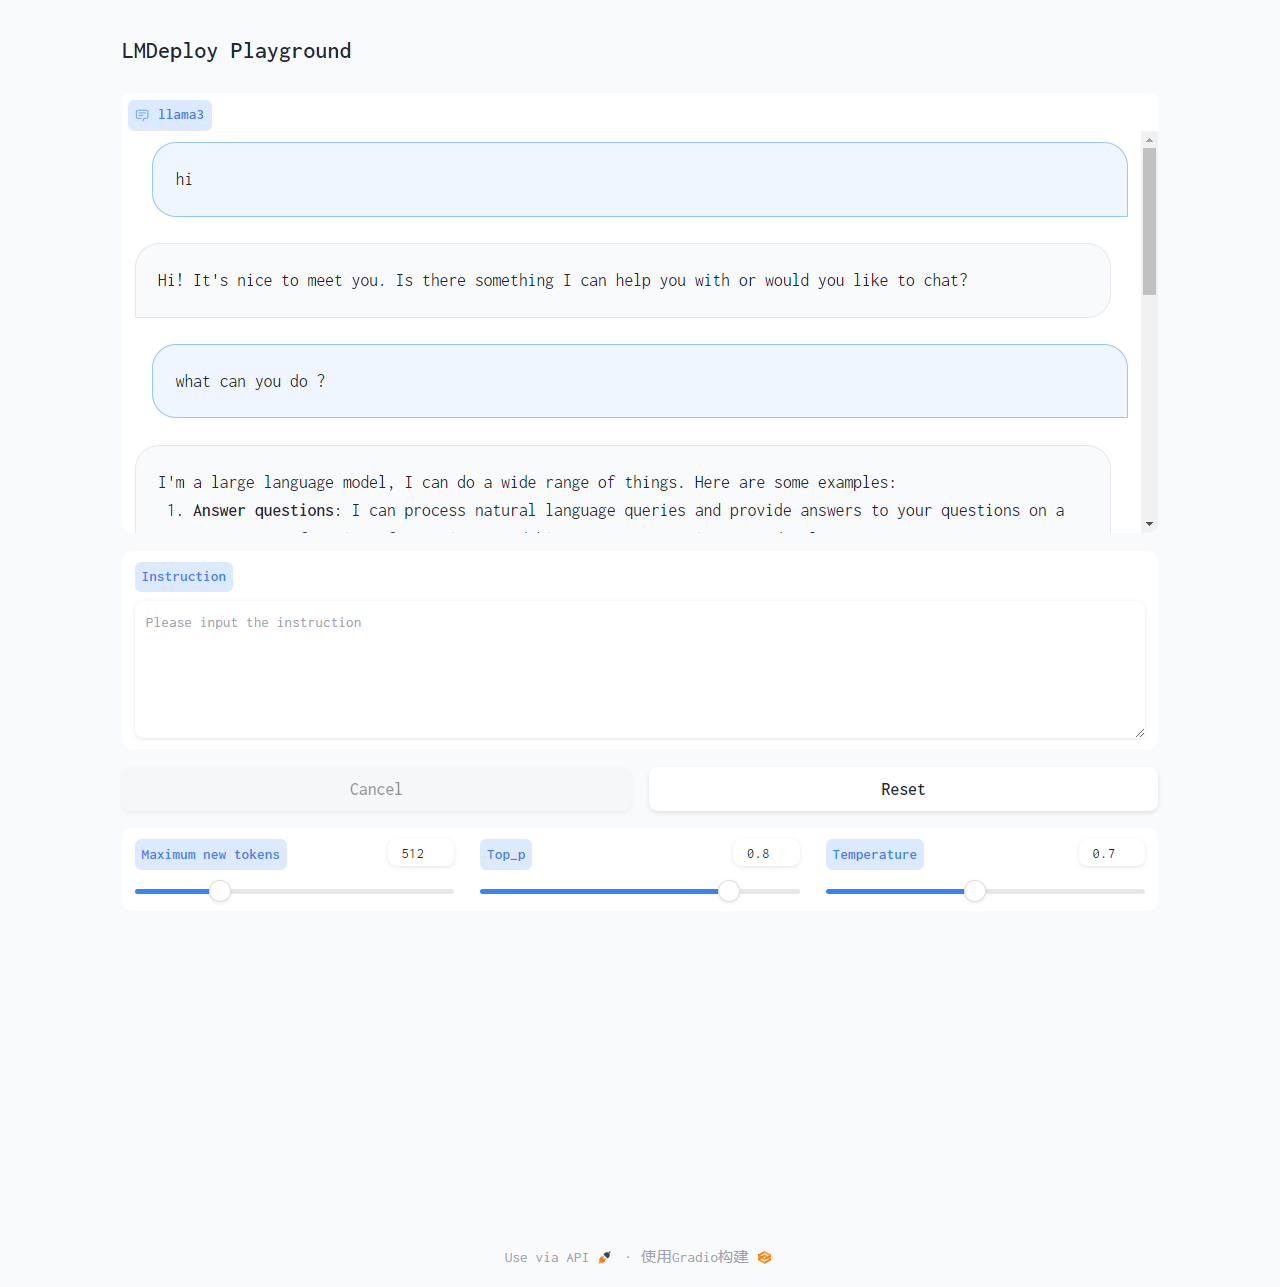 LMDeploy Playground
llama3
hi
Hi! It's nice to meet you. Is there something I can help you with or would you like to chat?
what can you do ?
I'm a large language model, I can do a wide range of things. Here are some examples:
1. Answer questions: I can process natural language queries and provide answers to your questions on a
Instruction
Please input the instruction
Cancel
Reset
Maximum new tokens
512
Top_p
0.8
Temperature
0.7
Use via API · 使用Gradio构建